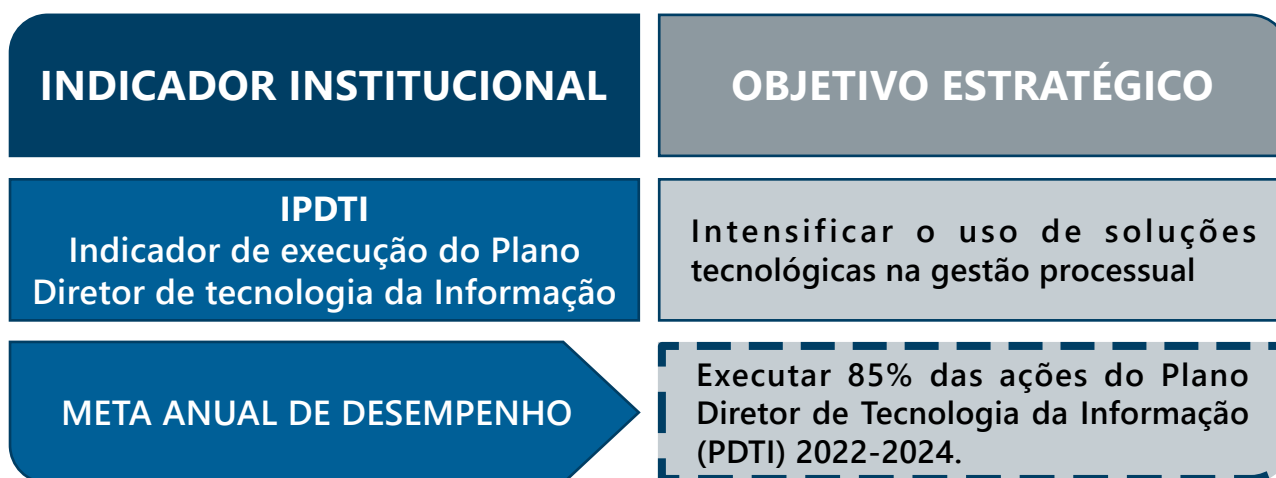 INDICADOR INSTITUCIONAL
OBJETIVO ESTRATÉGICO
IPDTI
Indicador de execução do Plano
Diretor de tecnologia da Informação
Intensificar o uso de soluções
tecnológicas na gestão processual
META ANUAL DE DESEMPENHO
Executar 85% das ações do Plano
Diretor de Tecnologia da Informação
(PDTI) 2022-2024.